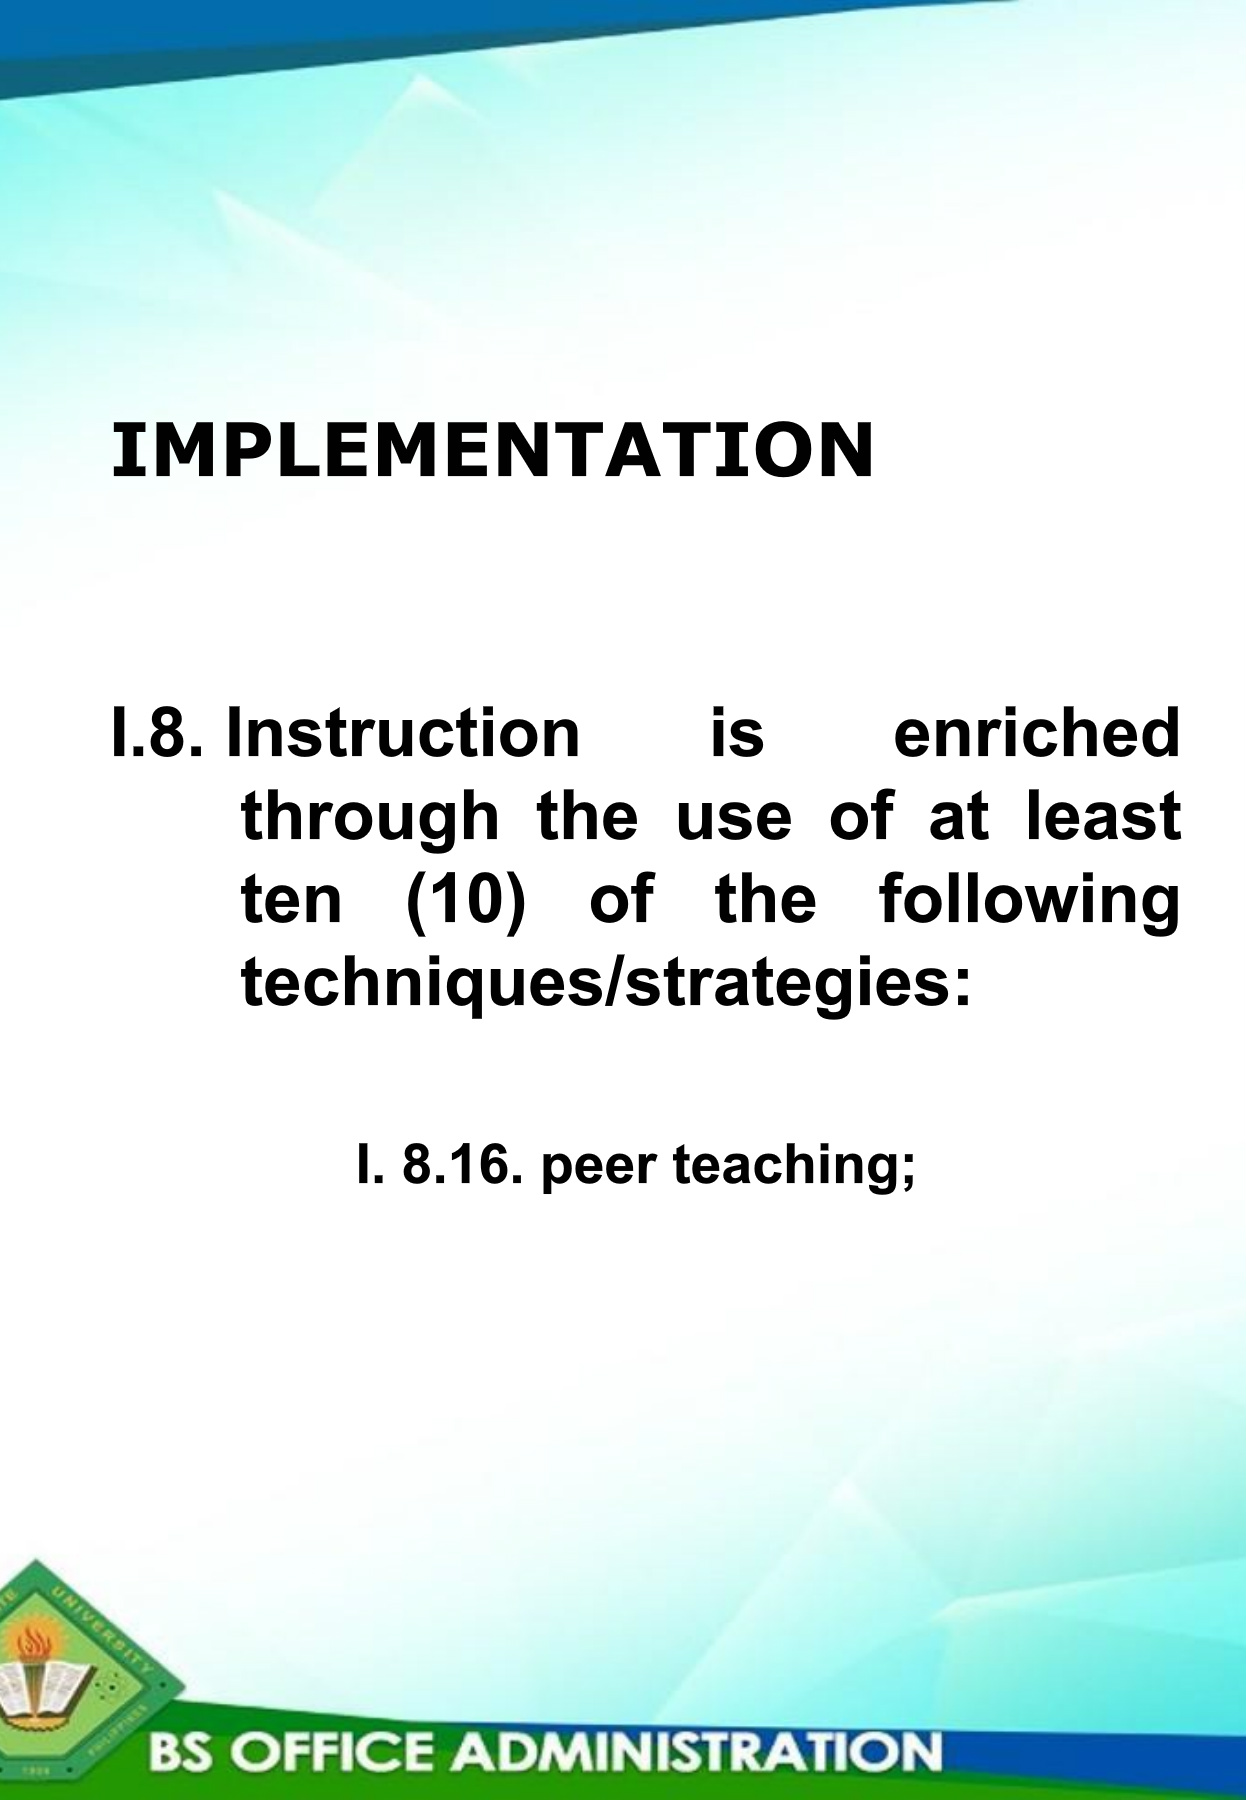 IMPLEMENTATION
I.8. Instruction is enriched
through the use of at least
ten (10) of the following
techniques/strategies:
I. 8.16. peer teaching;
UNIVERSITY
PHILIPPINES
BS OFFICE ADMINISTRATION